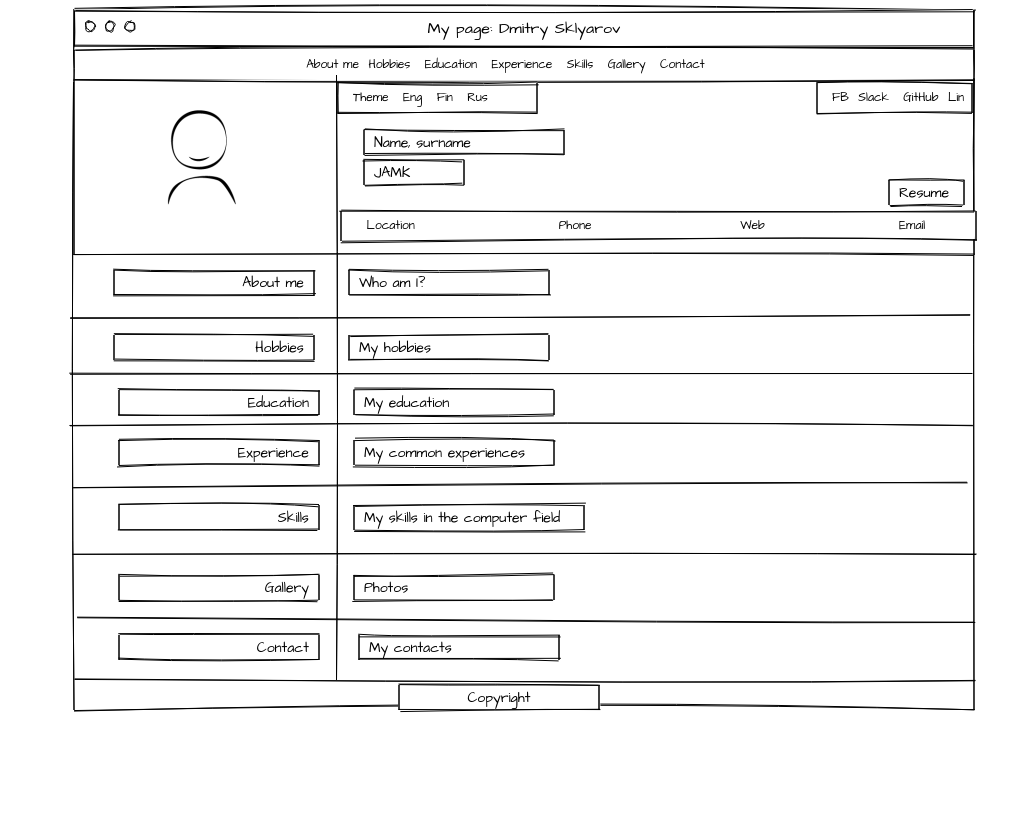 My page: Dmitry Sklyarov
About me Hobbies Education Experience Skills Gallery Contact
Theme Eng Fin Rus FB Slack GitHub Lin
Name, surname
JAMK
Resume
Location Phone Web Email
About me Who am I?
Hobbies My hobbies
Education My education
Experience My common experiences
Skills My skills in the computer field
Gallery Photos
Contact My contacts
Copyright